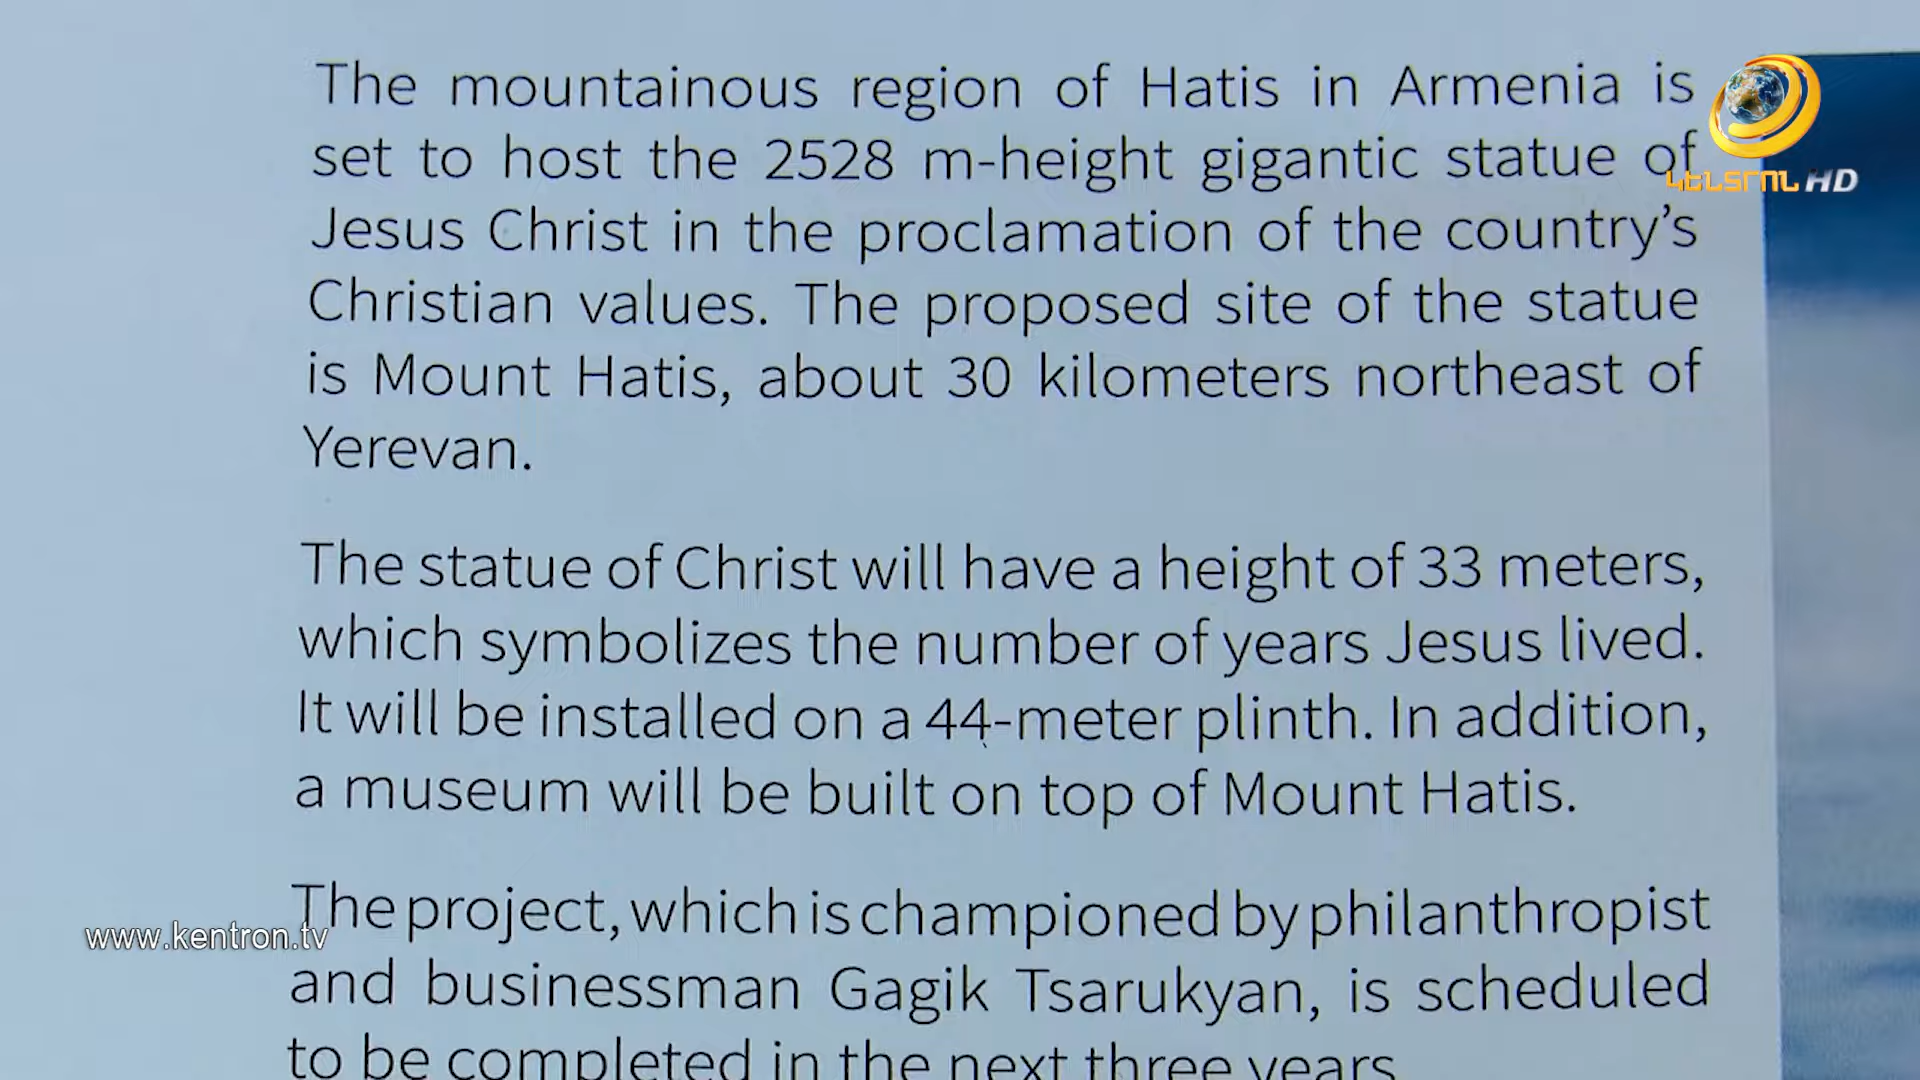 The mountainous region of Hatis in Armenia is
set to host the 2528 m-height gigantic statue of
Jesus Christ in the proclamation of the country’s
Christian values. The proposed site of the statue
is Mount Hatis, about 30 kilometers northeast of
Yerevan.
The statue of Christ will have a height of 33 meters,
which symbolizes the number of years Jesus lived.
It will be installed on a 44-meter plinth. In addition,
a museum will be built on top of Mount Hatis.
The project, which is championed by philanthropist
and businessman Gagik Tsarukyan, is scheduled
to be completed in the next three years
ԿԵՆՏՐՈՆ HD
www.kentron.tv